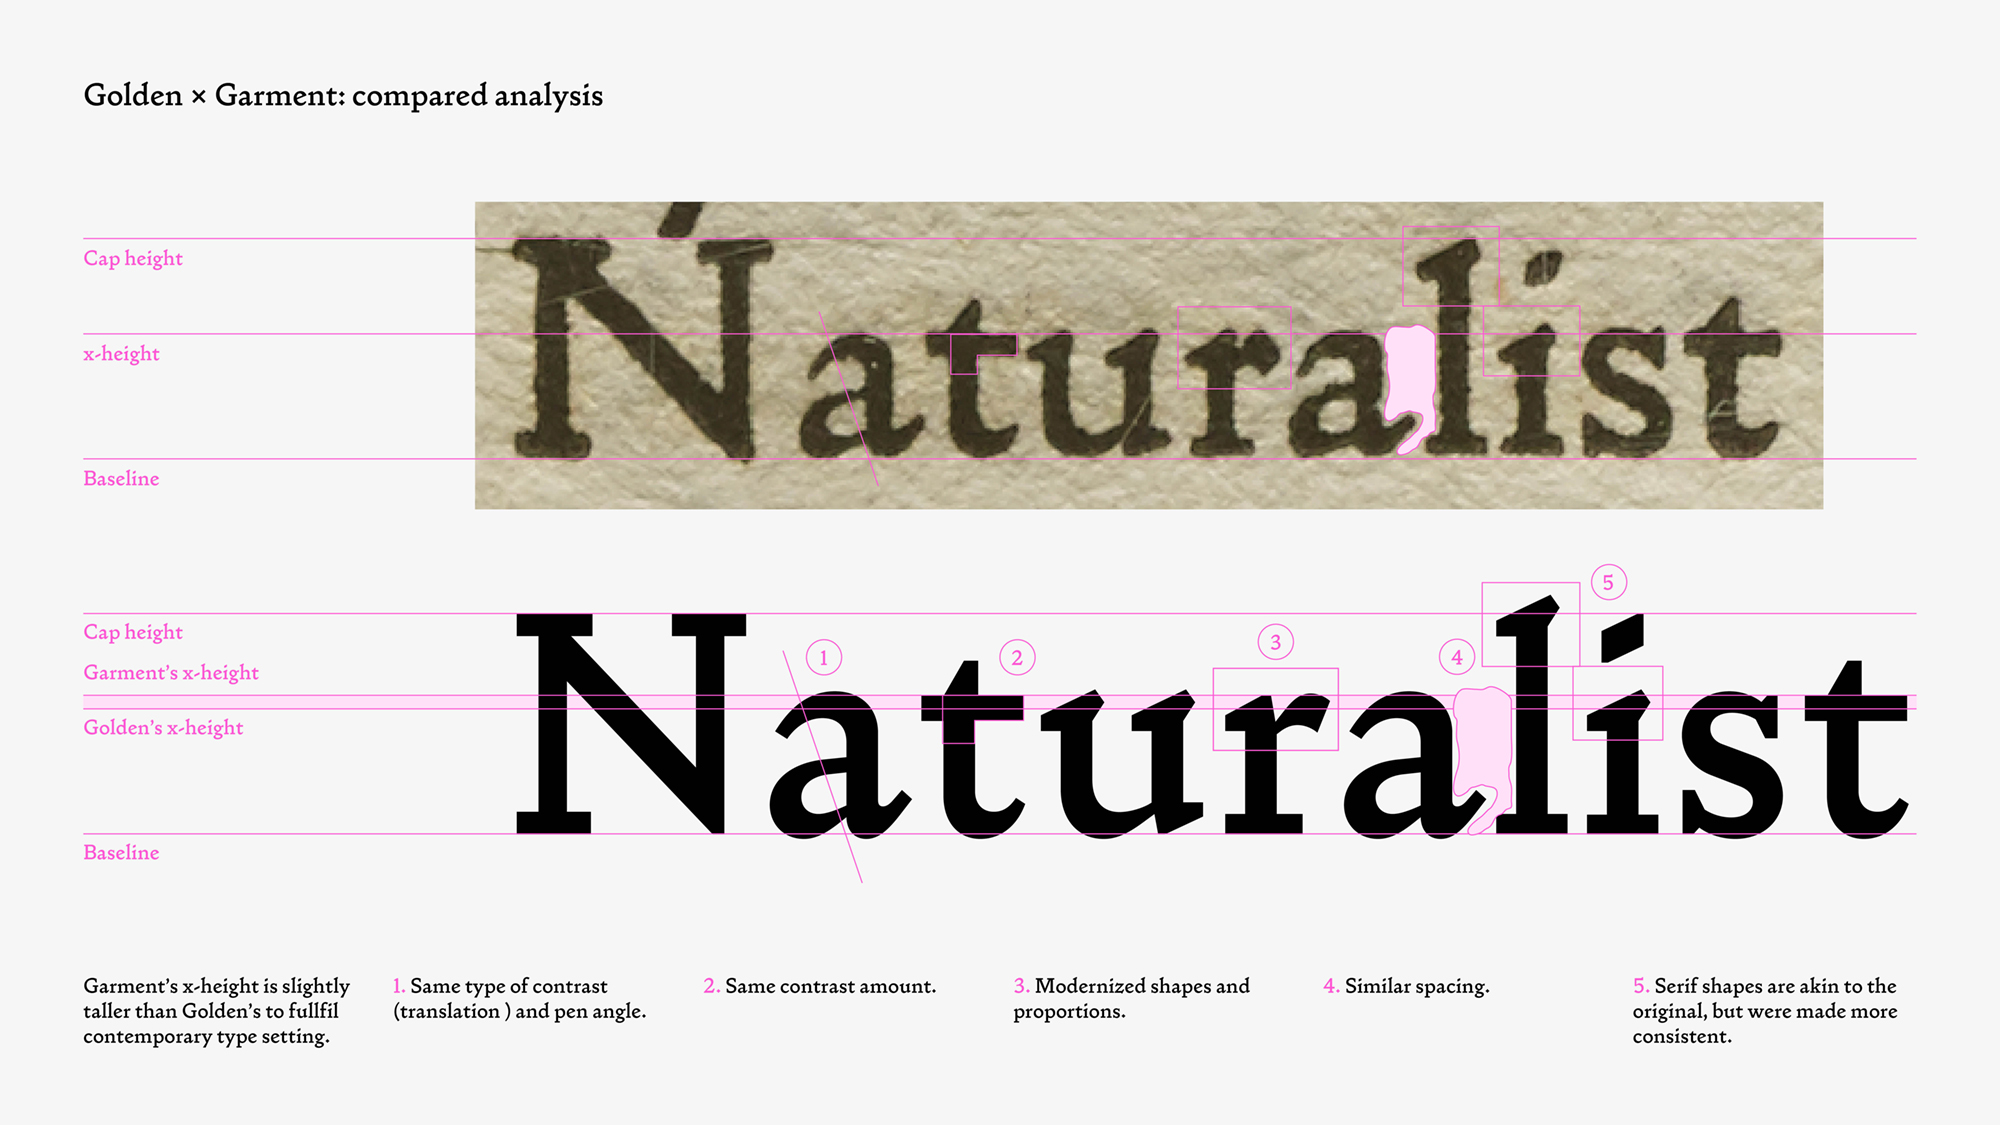 Golden × Garment: compared analysis
Cap height
x-height
Baseline
Naturalist
Cap height
Garment’s x-height
Golden’s x-height
Baseline
1
2
3
4
5
Naturalist
Garment’s x-height is slightly
taller than Golden’s to fullfil
contemporary type setting.
1. Same type of contrast
(translation ) and pen angle.
2. Same contrast amount.
3. Modernized shapes and
proportions.
4. Similar spacing.
5. Serif shapes are akin to the
original, but were made more
consistent.